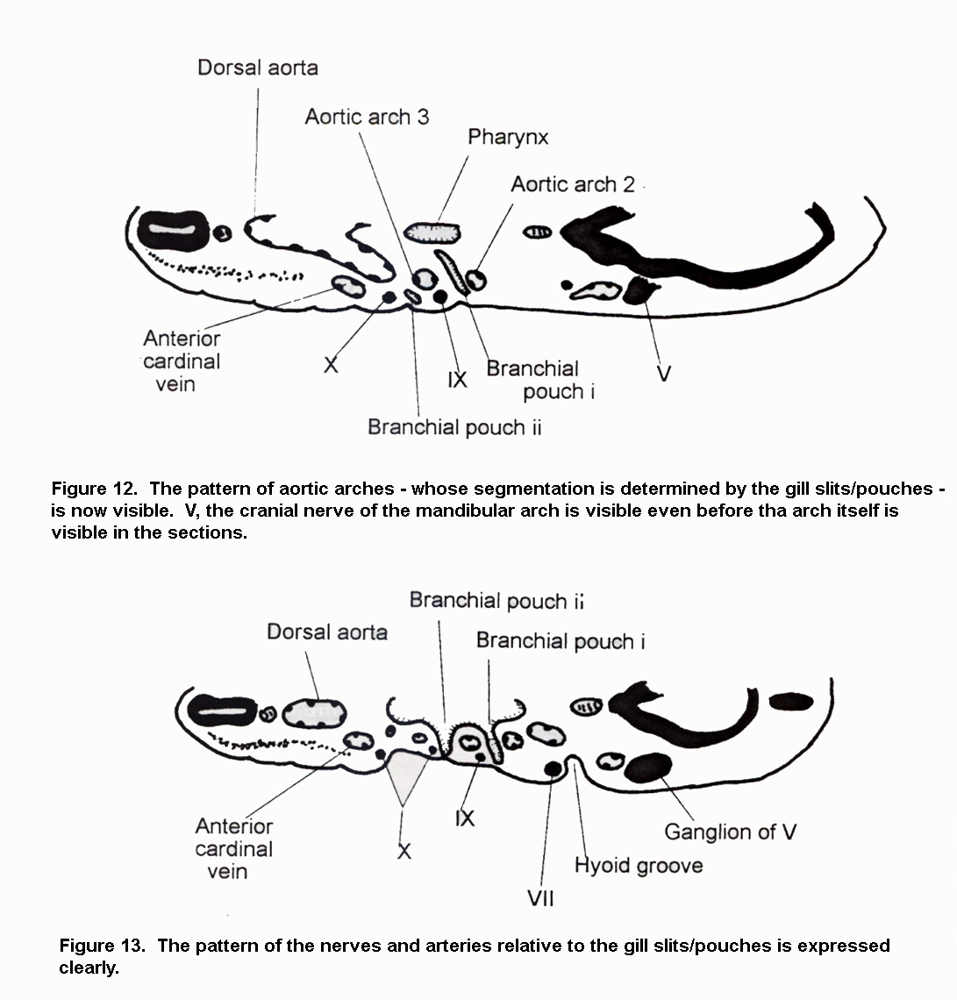 Dorsal aorta
Aortic arch 3
Pharynx
Aortic arch 2
Anterior
cardinal
vein
X
IX
Branchial
pouch i
V
Branchial pouch ii
Figure 12. The pattern of aortic arches - whose segmentation is determined by the gill slits/pouches -
is now visible. V, the cranial nerve of the mandibular arch is visible even before tha arch itself is
visible in the sections.
Branchial pouch ii
Dorsal aorta
Branchial pouch i
Anterior
cardinal
vein
X
IX
Ganglion of V
Hyoid groove
VII
Figure 13. The pattern of the nerves and arteries relative to the gill slits/pouches is expressed
clearly.